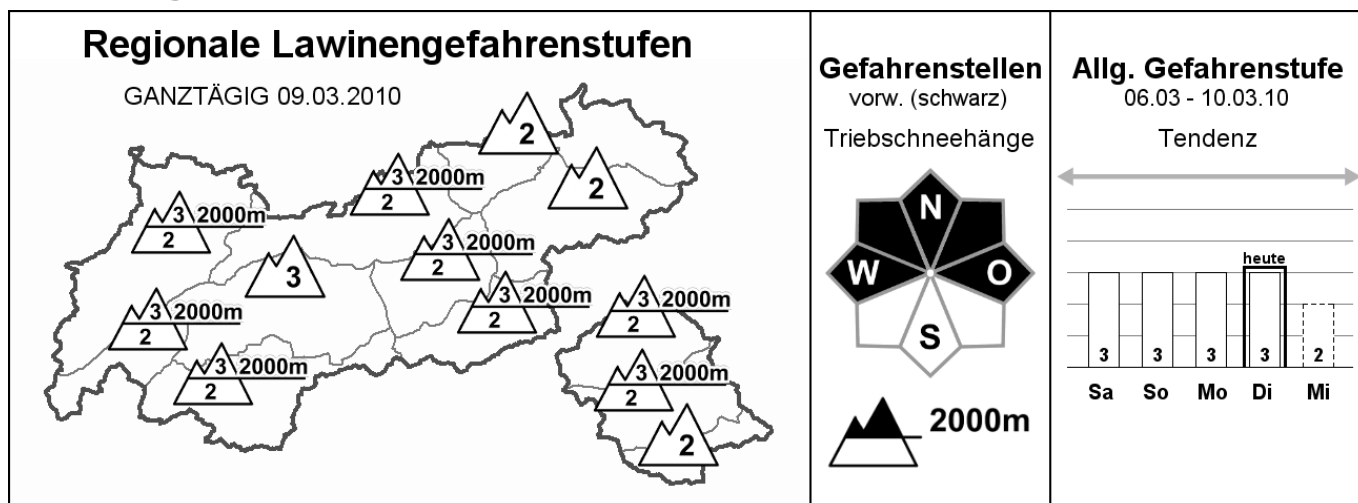 Regionale Lawinengefahrenstufen
GANZTÄGIG 09.03.2010
2
2
3 2000m
2
3 2000m
2
3 2000m
2
3
3 2000m
2
3 2000m
2
3 2000m
2
3 2000m
2
3 2000m
2
2
Gefahrenstellen
vorw. (schwarz)
Triebschneehänge
N
W O
S
2000m
Allg. Gefahrenstufe
06.03 - 10.03.10
Tendenz
heute
3 3 3 3 2
Sa So Mo Di Mi